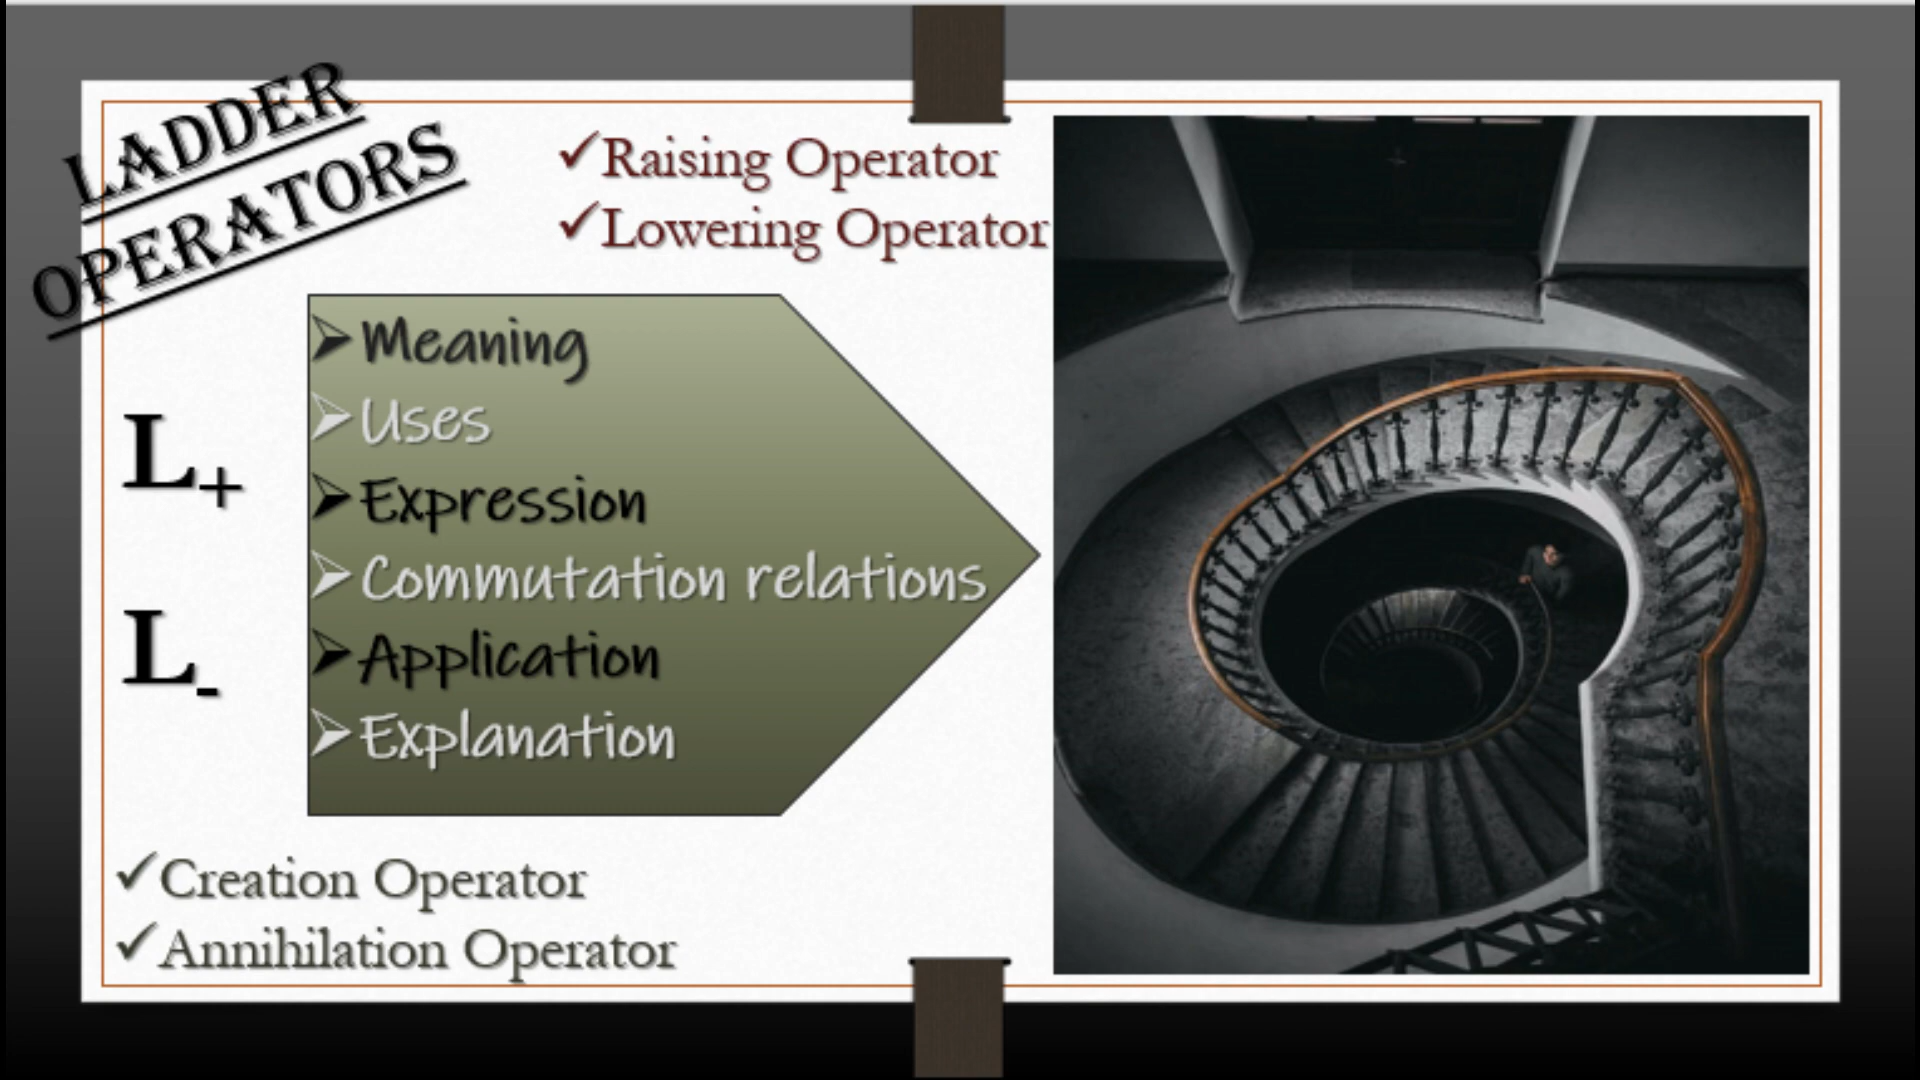 LADDER
OPERATORS
✓Raising Operator
✓Lowering Operator
➢Meaning
➢Uses
➢Expression
➢Commutation relations
➢Application
➢Explanation
L₊
L₋
✓Creation Operator
✓Annihilation Operator